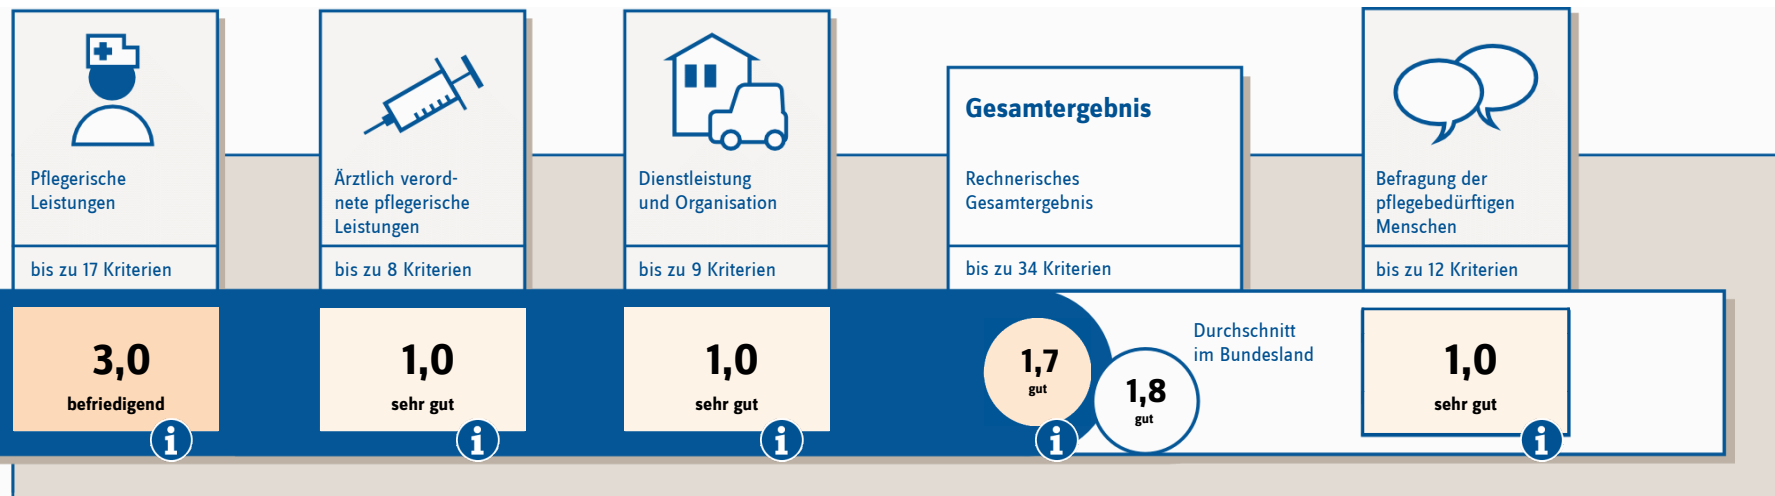 Pflegerische
Leistungen
bis zu 17 Kriterien
3,0
befriedigend
i
Ärztlich verord-
nete pflegerische
Leistungen
bis zu 8 Kriterien
1,0
sehr gut
i
Dienstleistung
und Organisation
bis zu 9 Kriterien
1,0
sehr gut
i
Gesamtergebnis
Rechnerisches
Gesamtergebnis
bis zu 34 Kriterien
1,7
gut
i
1,8
gut
Durchschnitt
im Bundesland
Befragung der
pflegebedürftigen
Menschen
bis zu 12 Kriterien
1,0
sehr gut
i